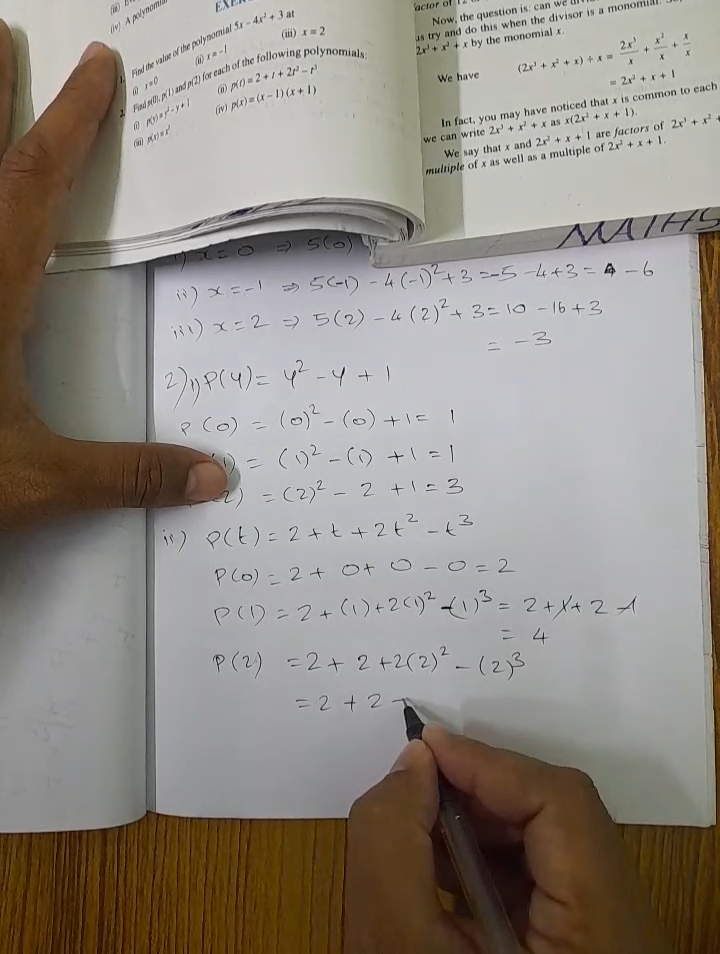 (iv) A polynomial
EXER
1. Find the value of the polynomial 5x – 4x² + 3 at
(i) x = 0 (ii) x = –1 (iii) x = 2
2. Find p(0), p(1) and p(2) for each of the following polynomials:
(i) p(y) = y² – y + 1 (ii) p(t) = 2 + t + 2t² – t³
(iii) p(x) = x³ (iv) p(x) = (x – 1) (x + 1)
factor of 12
Now, the question is: can we
us try and do this when the divisor is a monomial.
2x³ + x² + x by the monomial x.
We have (2x³ + x² + x) ÷ x = 2x³/x + x²/x + x/x
= 2x² + x + 1
In fact, you may have noticed that x is common to each
we can write 2x³ + x² + x as x(2x² + x + 1).
We say that x and 2x² + x + 1 are factors of 2x³ + x² +
multiple of x as well as a multiple of 2x² + x + 1.
MATHS
i) x = 0 ⇒ 5(0)
ii) x = -1 ⇒ 5(-1) - 4(-1)² + 3 = -5 - 4 + 3 = -6
iii) x = 2 ⇒ 5(2) - 4(2)² + 3 = 10 - 16 + 3
= -3
2) i) P(y) = y² - y + 1
P(0) = (0)² - (0) + 1 = 1
1) = (1)² - (1) + 1 = 1
2) = (2)² - 2 + 1 = 3
ii) P(t) = 2 + t + 2t² - t³
P(0) = 2 + 0 + 0 - 0 = 2
P(1) = 2 + (1) + 2(1)² - (1)³ = 2 + 1 + 2 - 1
= 4
P(2) = 2 + 2 + 2(2)² - (2)³
= 2 + 2